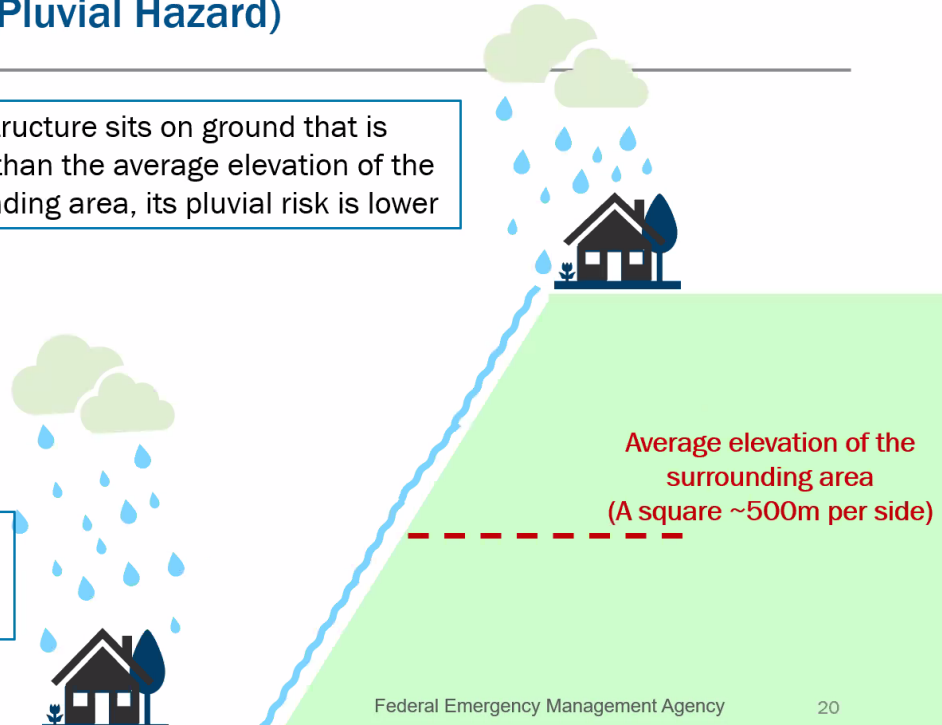 Pluvial Hazard)
ructure sits on ground that is
than the average elevation of the
ding area, its pluvial risk is lower
Average elevation of the
surrounding area
(A square ~500m per side)
Federal Emergency Management Agency
20